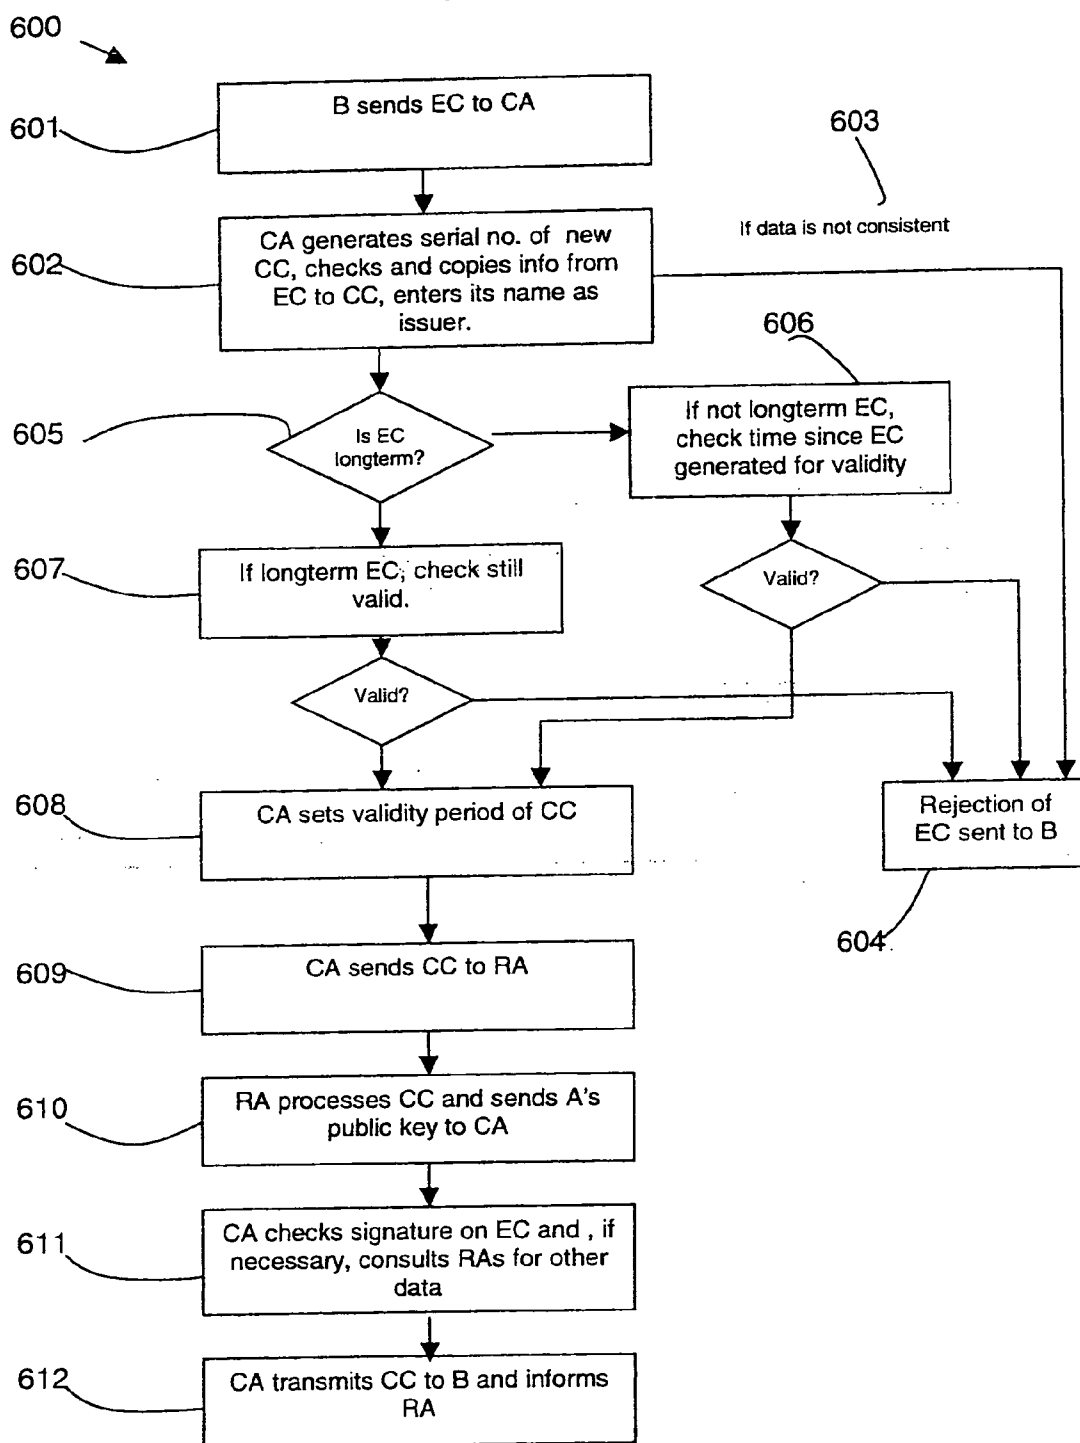 600
B sends EC to CA
601
603
If data is not consistent
CA generates serial no. of new
CC, checks and copies info from
EC to CC, enters its name as
issuer.
602
606
If not longterm EC,
check time since EC
generated for validity
605
Is EC
longterm?
607
If longterm EC, check still
valid.
Valid?
Valid?
608
CA sets validity period of CC
Rejection of
EC sent to B
604
609
CA sends CC to RA
610
RA processes CC and sends A's
public key to CA
611
CA checks signature on EC and , if
necessary, consults RAs for other
data
612
CA transmits CC to B and informs
RA